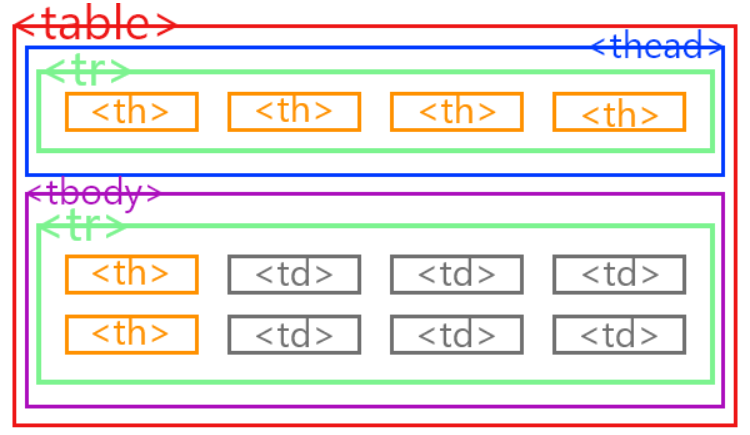 <table>
<thead>
<tr>
<th> <th> <th> <th>
<tbody>
<tr>
<th> <td> <td> <td>
<th> <td> <td> <td>